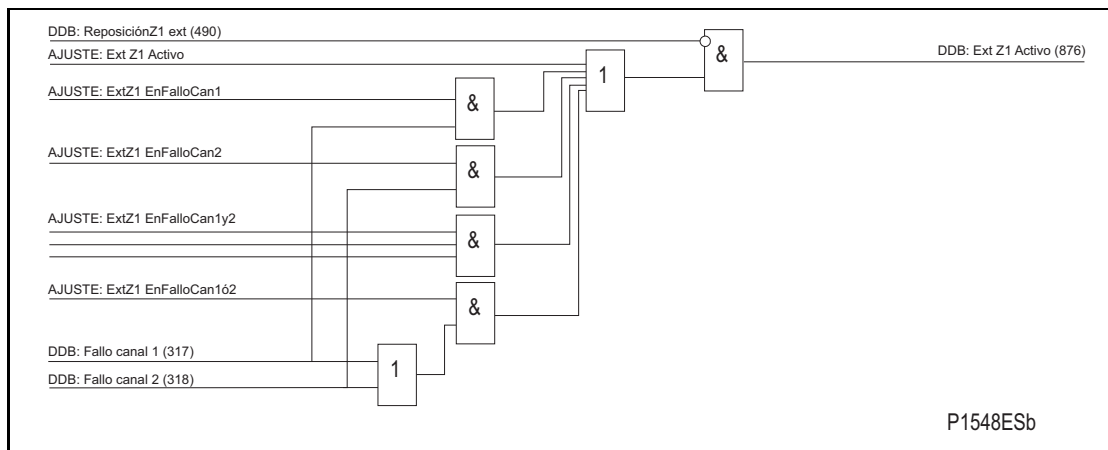 DDB: ReposiciónZ1 ext (490)
AJUSTE: Ext Z1 Activo
DDB: Ext Z1 Activo (876)
&
1
AJUSTE: ExtZ1 EnFalloCan1
&
AJUSTE: ExtZ1 EnFalloCan2
&
AJUSTE: ExtZ1 EnFalloCan1y2
&
AJUSTE: ExtZ1 EnFalloCan1ó2
&
DDB: Fallo canal 1 (317)
1
DDB: Fallo canal 2 (318)
P1548ESb